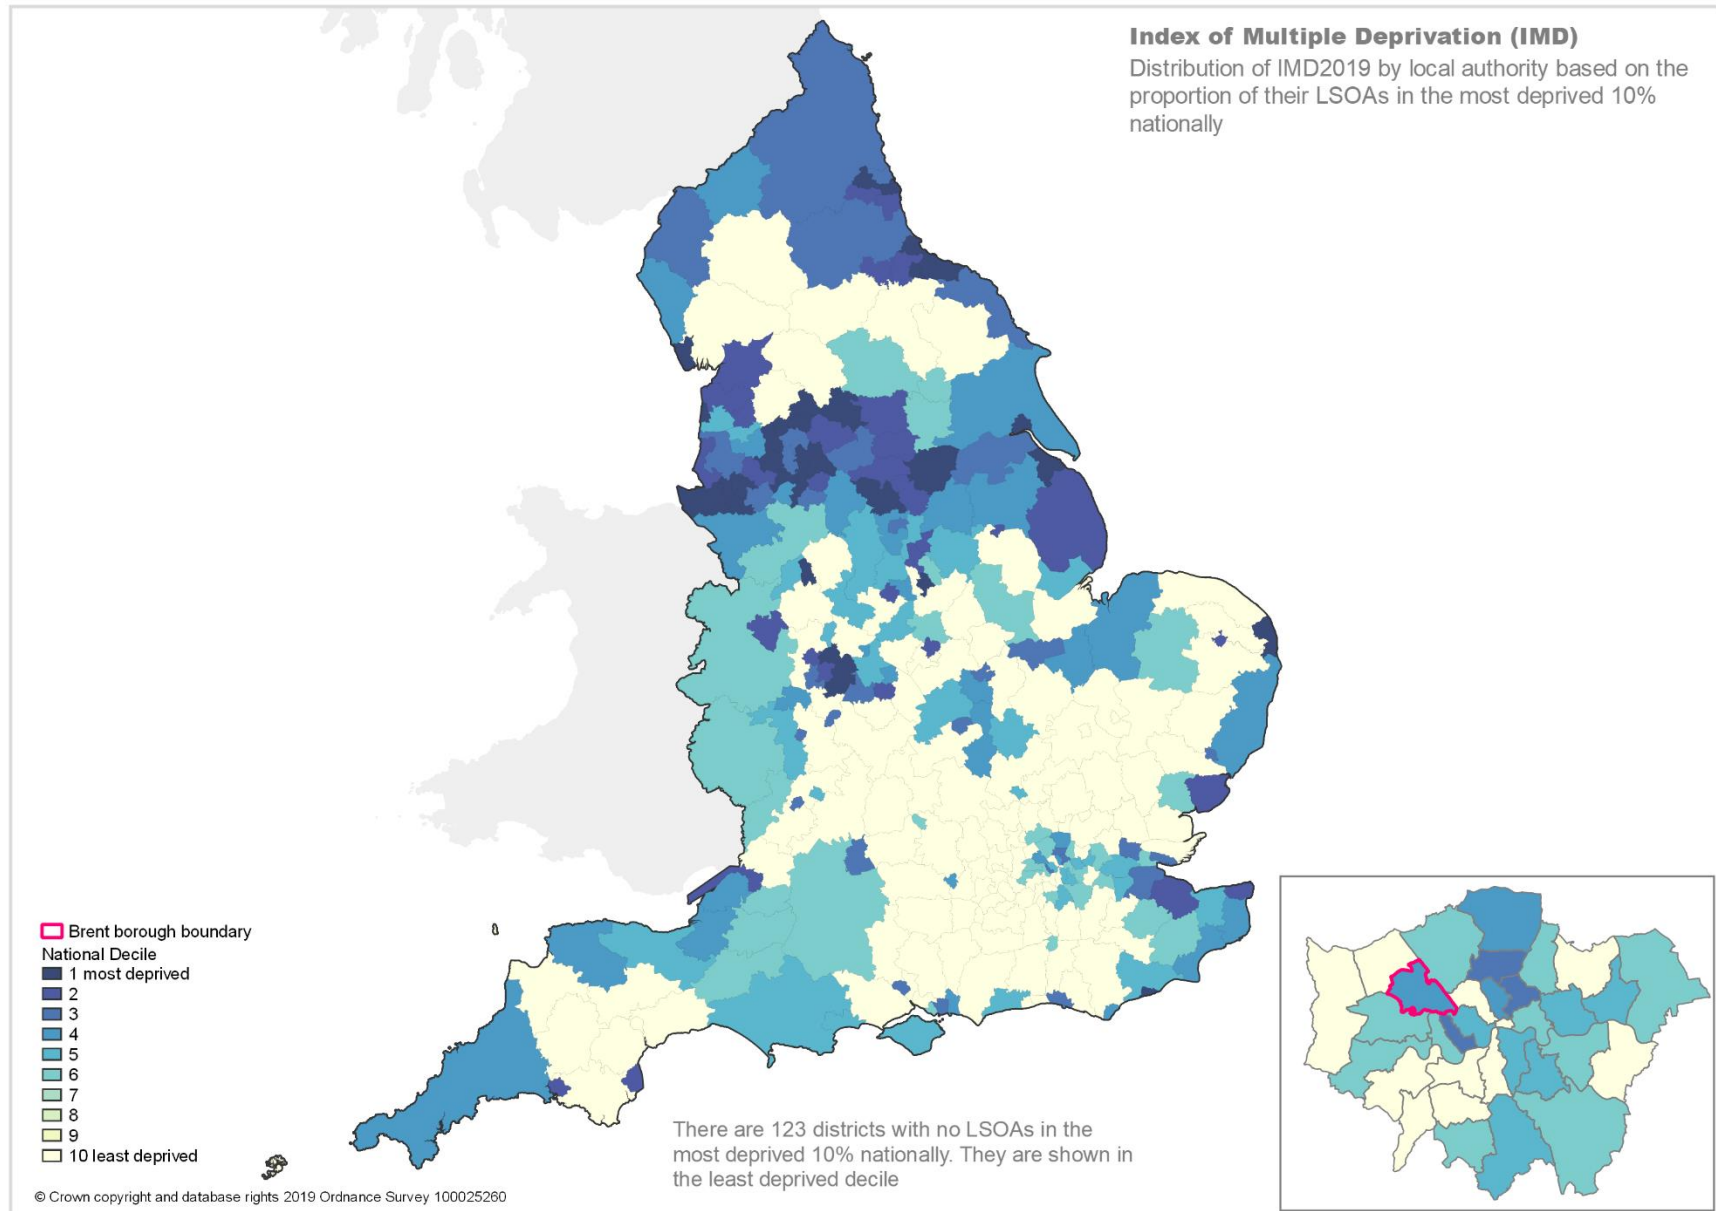 Index of Multiple Deprivation (IMD)
Distribution of IMD2019 by local authority based on the
proportion of their LSOAs in the most deprived 10%
nationally
Brent borough boundary
National Decile
1 most deprived
2
3
4
5
6
7
8
9
10 least deprived
There are 123 districts with no LSOAs in the
most deprived 10% nationally. They are shown in
the least deprived decile
© Crown copyright and database rights 2019 Ordnance Survey 100025260